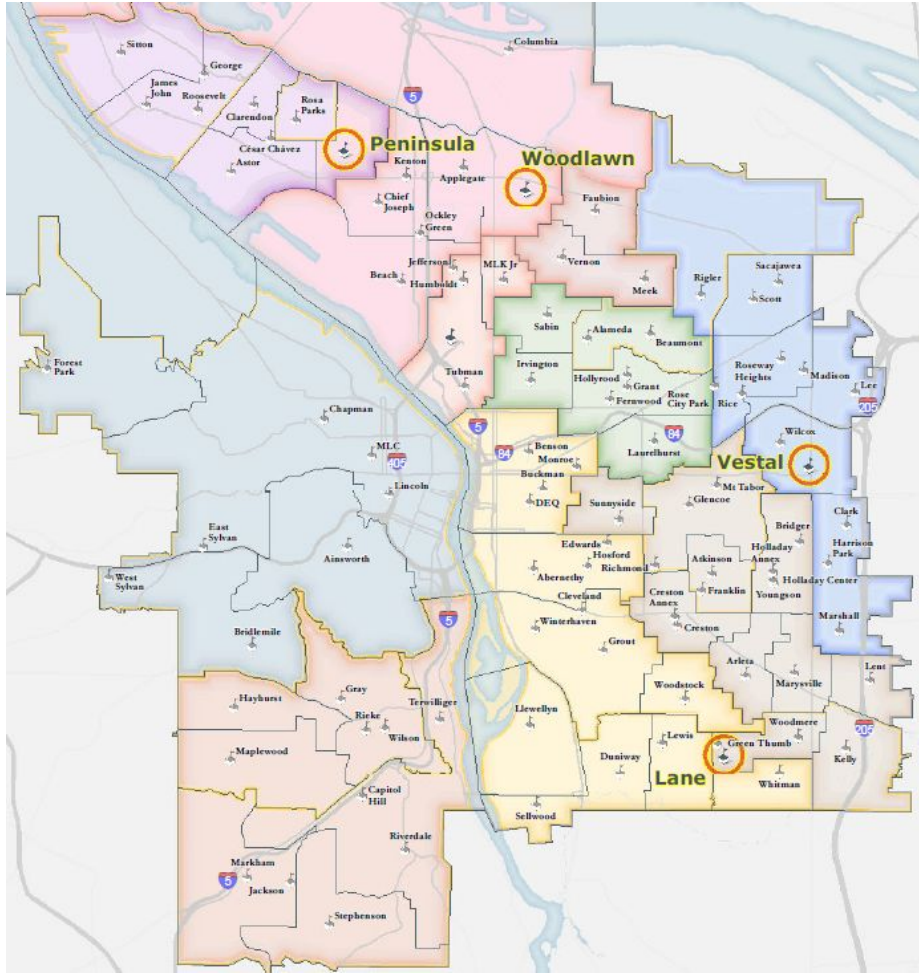 Columbia
Sitton
George
5
James
John
Roosevelt
Rosa
Parks
Clarendon
César Chávez
Peninsula
Woodlawn
Astor
Kenton
Applegate
Faubion
Chief
Joseph
Ockley
Green
Vernon
Jefferson
MLK Jr
Beach
Humboldt
Meek
Rigler
Sacajawea
Scott
Sabin
Alameda
Beaumont
Tubman
Irvington
Hollyrood
Grant
Fernwood
Rose
City Park
Roseway
Heights
Madison
Rice
Lee
205
Forest
Park
Chapman
5
84
Benson
Monroe
Buckman
84
Laurelhurst
Wilcox
MLC
405
Vestal
Lincoln
DEQ
Sunnyside
Mt Tabor
Glencoe
East
Sylvan
Clark
Bridger
Ainsworth
Edwards
Hosford
Richmond
Atkinson
Holladay
Annex
Harrison
Park
West
Sylvan
Abernethy
Franklin
Holladay Center
Youngson
Cleveland
Creston
Annex
5
Winterhaven
Creston
Marshall
Bridlemile
Grout
Arleta
Lent
Marysville
Hayhurst
Gray
Terwilliger
Woodstock
Rieke
Wilson
Llewellyn
Woodmere
205
Lewis
Green Thumb
Maplewood
Duniway
Kelly
Lane
Whitman
Capitol
Hill
Sellwood
Riverdale
Markham
5
Jackson
Stephenson